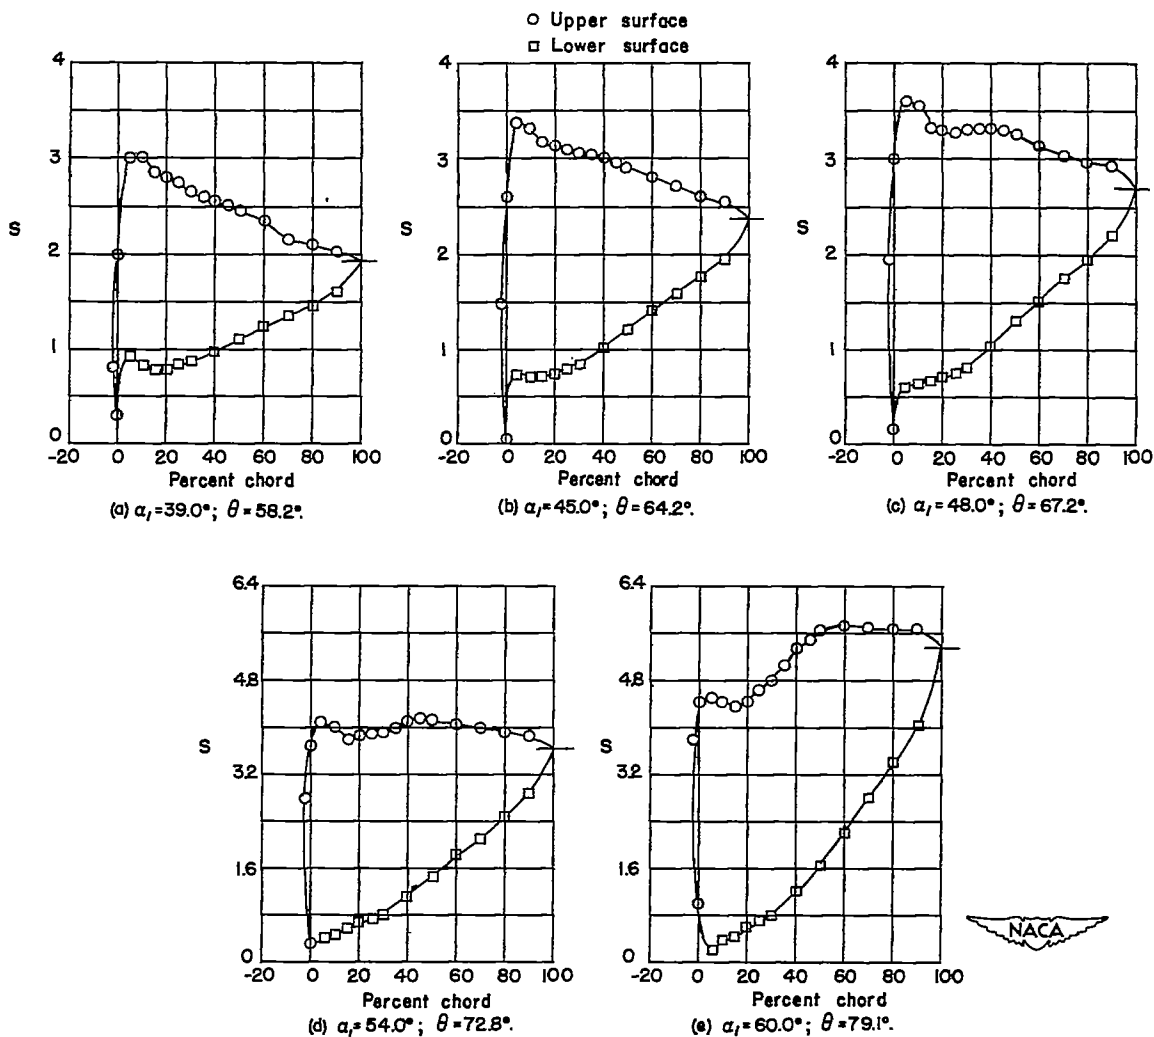 Upper surface
Lower surface
4
3
S
2
1
0
-20 0 20 40 60 80 100
Percent chord
(a) α₁=39.0°; θ=58.2°.
4
3
S
2
1
0
-20 0 20 40 60 80 100
Percent chord
(b) α₁=45.0°; θ=64.2°.
4
3
S
2
1
0
-20 0 20 40 60 80 100
Percent chord
(c) α₁=48.0°; θ=67.2°.
6.4
4.8
S
3.2
1.6
0
-20 0 20 40 60 80 100
Percent chord
(d) α₁=54.0°; θ=72.8°.
6.4
4.8
S
3.2
1.6
0
-20 0 20 40 60 80 100
Percent chord
(e) α₁=60.0°; θ=79.1°.
NACA